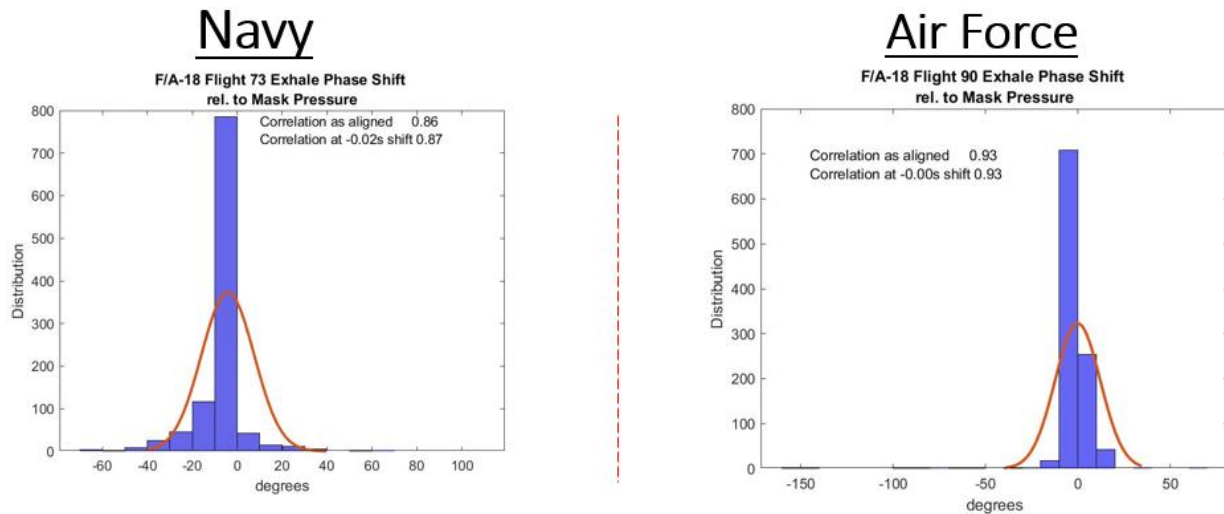 Navy
F/A-18 Flight 73 Exhale Phase Shift
rel. to Mask Pressure
Correlation as aligned 0.86
Correlation at -0.02s shift 0.87
800
700
600
500
400
300
200
100
0
Distribution
-60 -40 -20 0 20 40 60 80 100
degrees
Air Force
F/A-18 Flight 90 Exhale Phase Shift
rel. to Mask Pressure
Correlation as aligned 0.93
Correlation at -0.00s shift 0.93
800
700
600
500
400
300
200
100
0
Distribution
-150 -100 -50 0 50
degrees